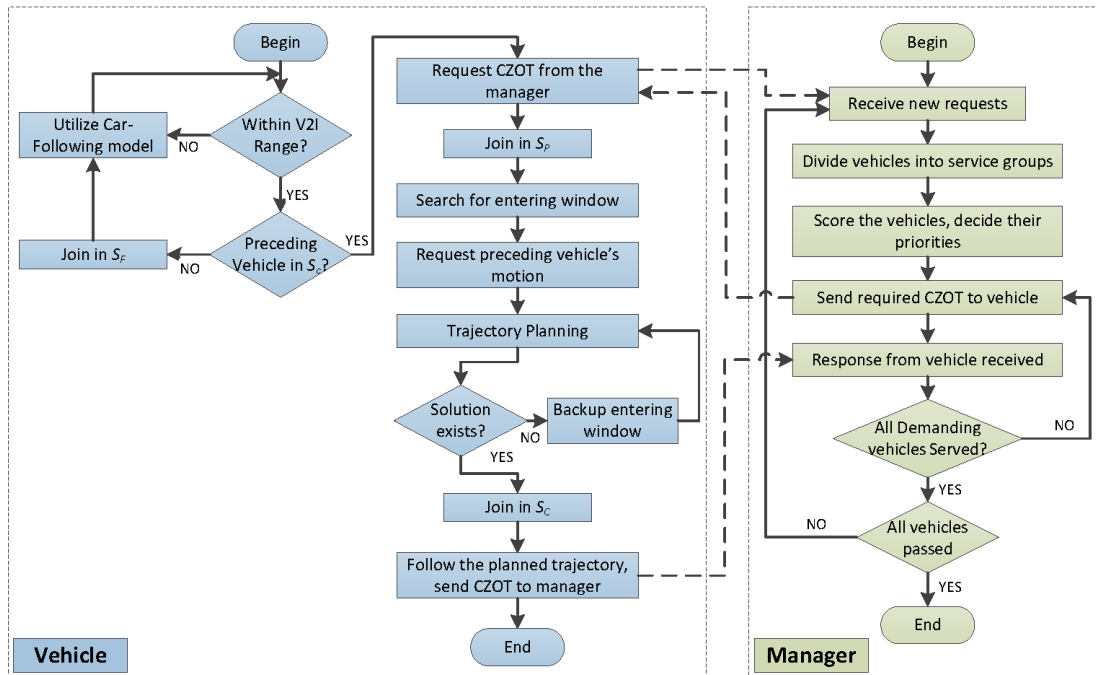 Begin
Utilize Car-
Following model
Within V2I
Range?
NO
YES
Preceding
Vehicle in Sc?
Join in SF
NO
YES
Request CZOT from the
manager
Join in SP
Search for entering window
Request preceding vehicle's
motion
Trajectory Planning
Solution
exists?
NO
Backup entering
window
YES
Join in SC
Follow the planned trajectory,
send CZOT to manager
End
Vehicle
Begin
Receive new requests
Divide vehicles into service groups
Score the vehicles, decide their
priorities
Send required CZOT to vehicle
Response from vehicle received
All Demanding
vehicles Served?
NO
YES
All vehicles
passed
NO
YES
End
Manager